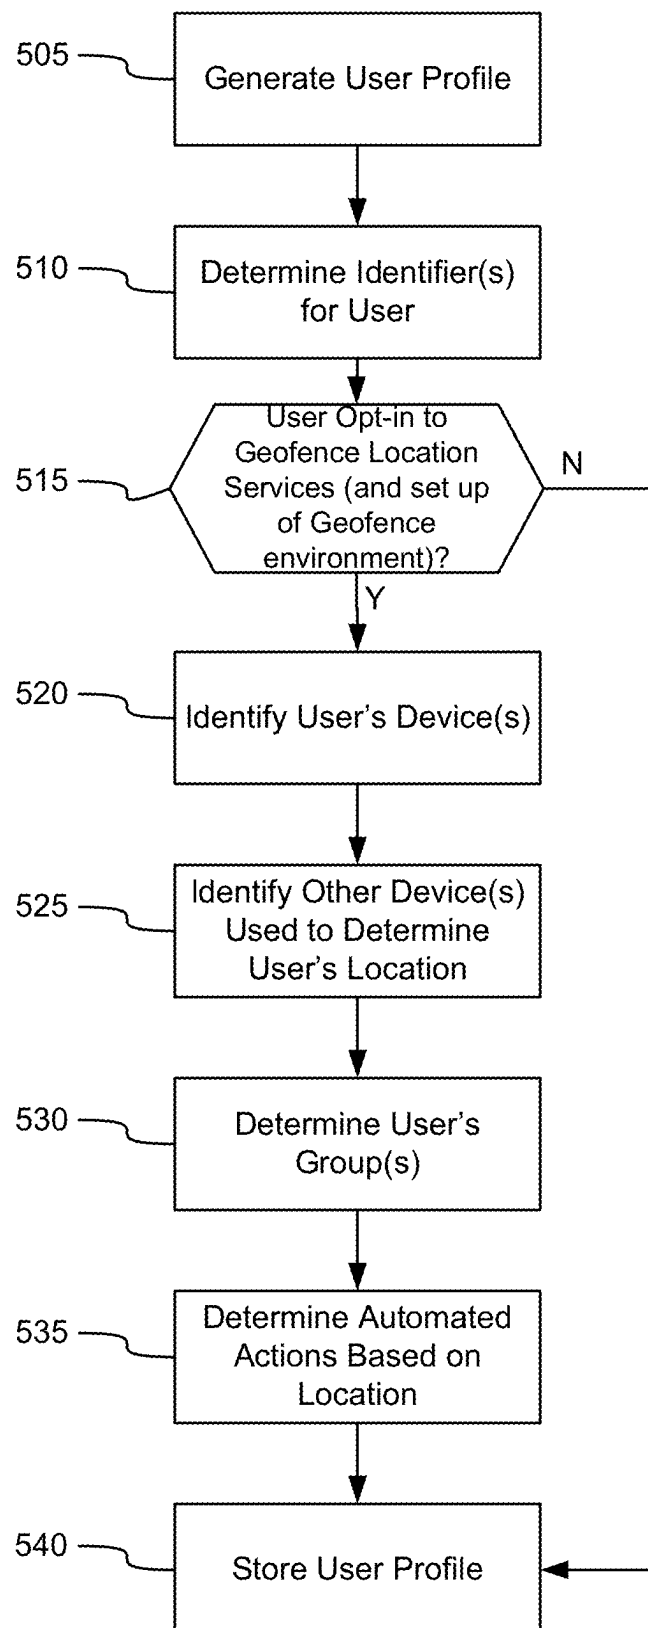 505
Generate User Profile
510
Determine Identifier(s)
for User
User Opt-in to
Geofence Location
Services (and set up
of Geofence
environment)?
515
N
Y
520
Identify User's Device(s)
525
Identify Other Device(s)
Used to Determine
User's Location
530
Determine User's
Group(s)
535
Determine Automated
Actions Based on
Location
540
Store User Profile